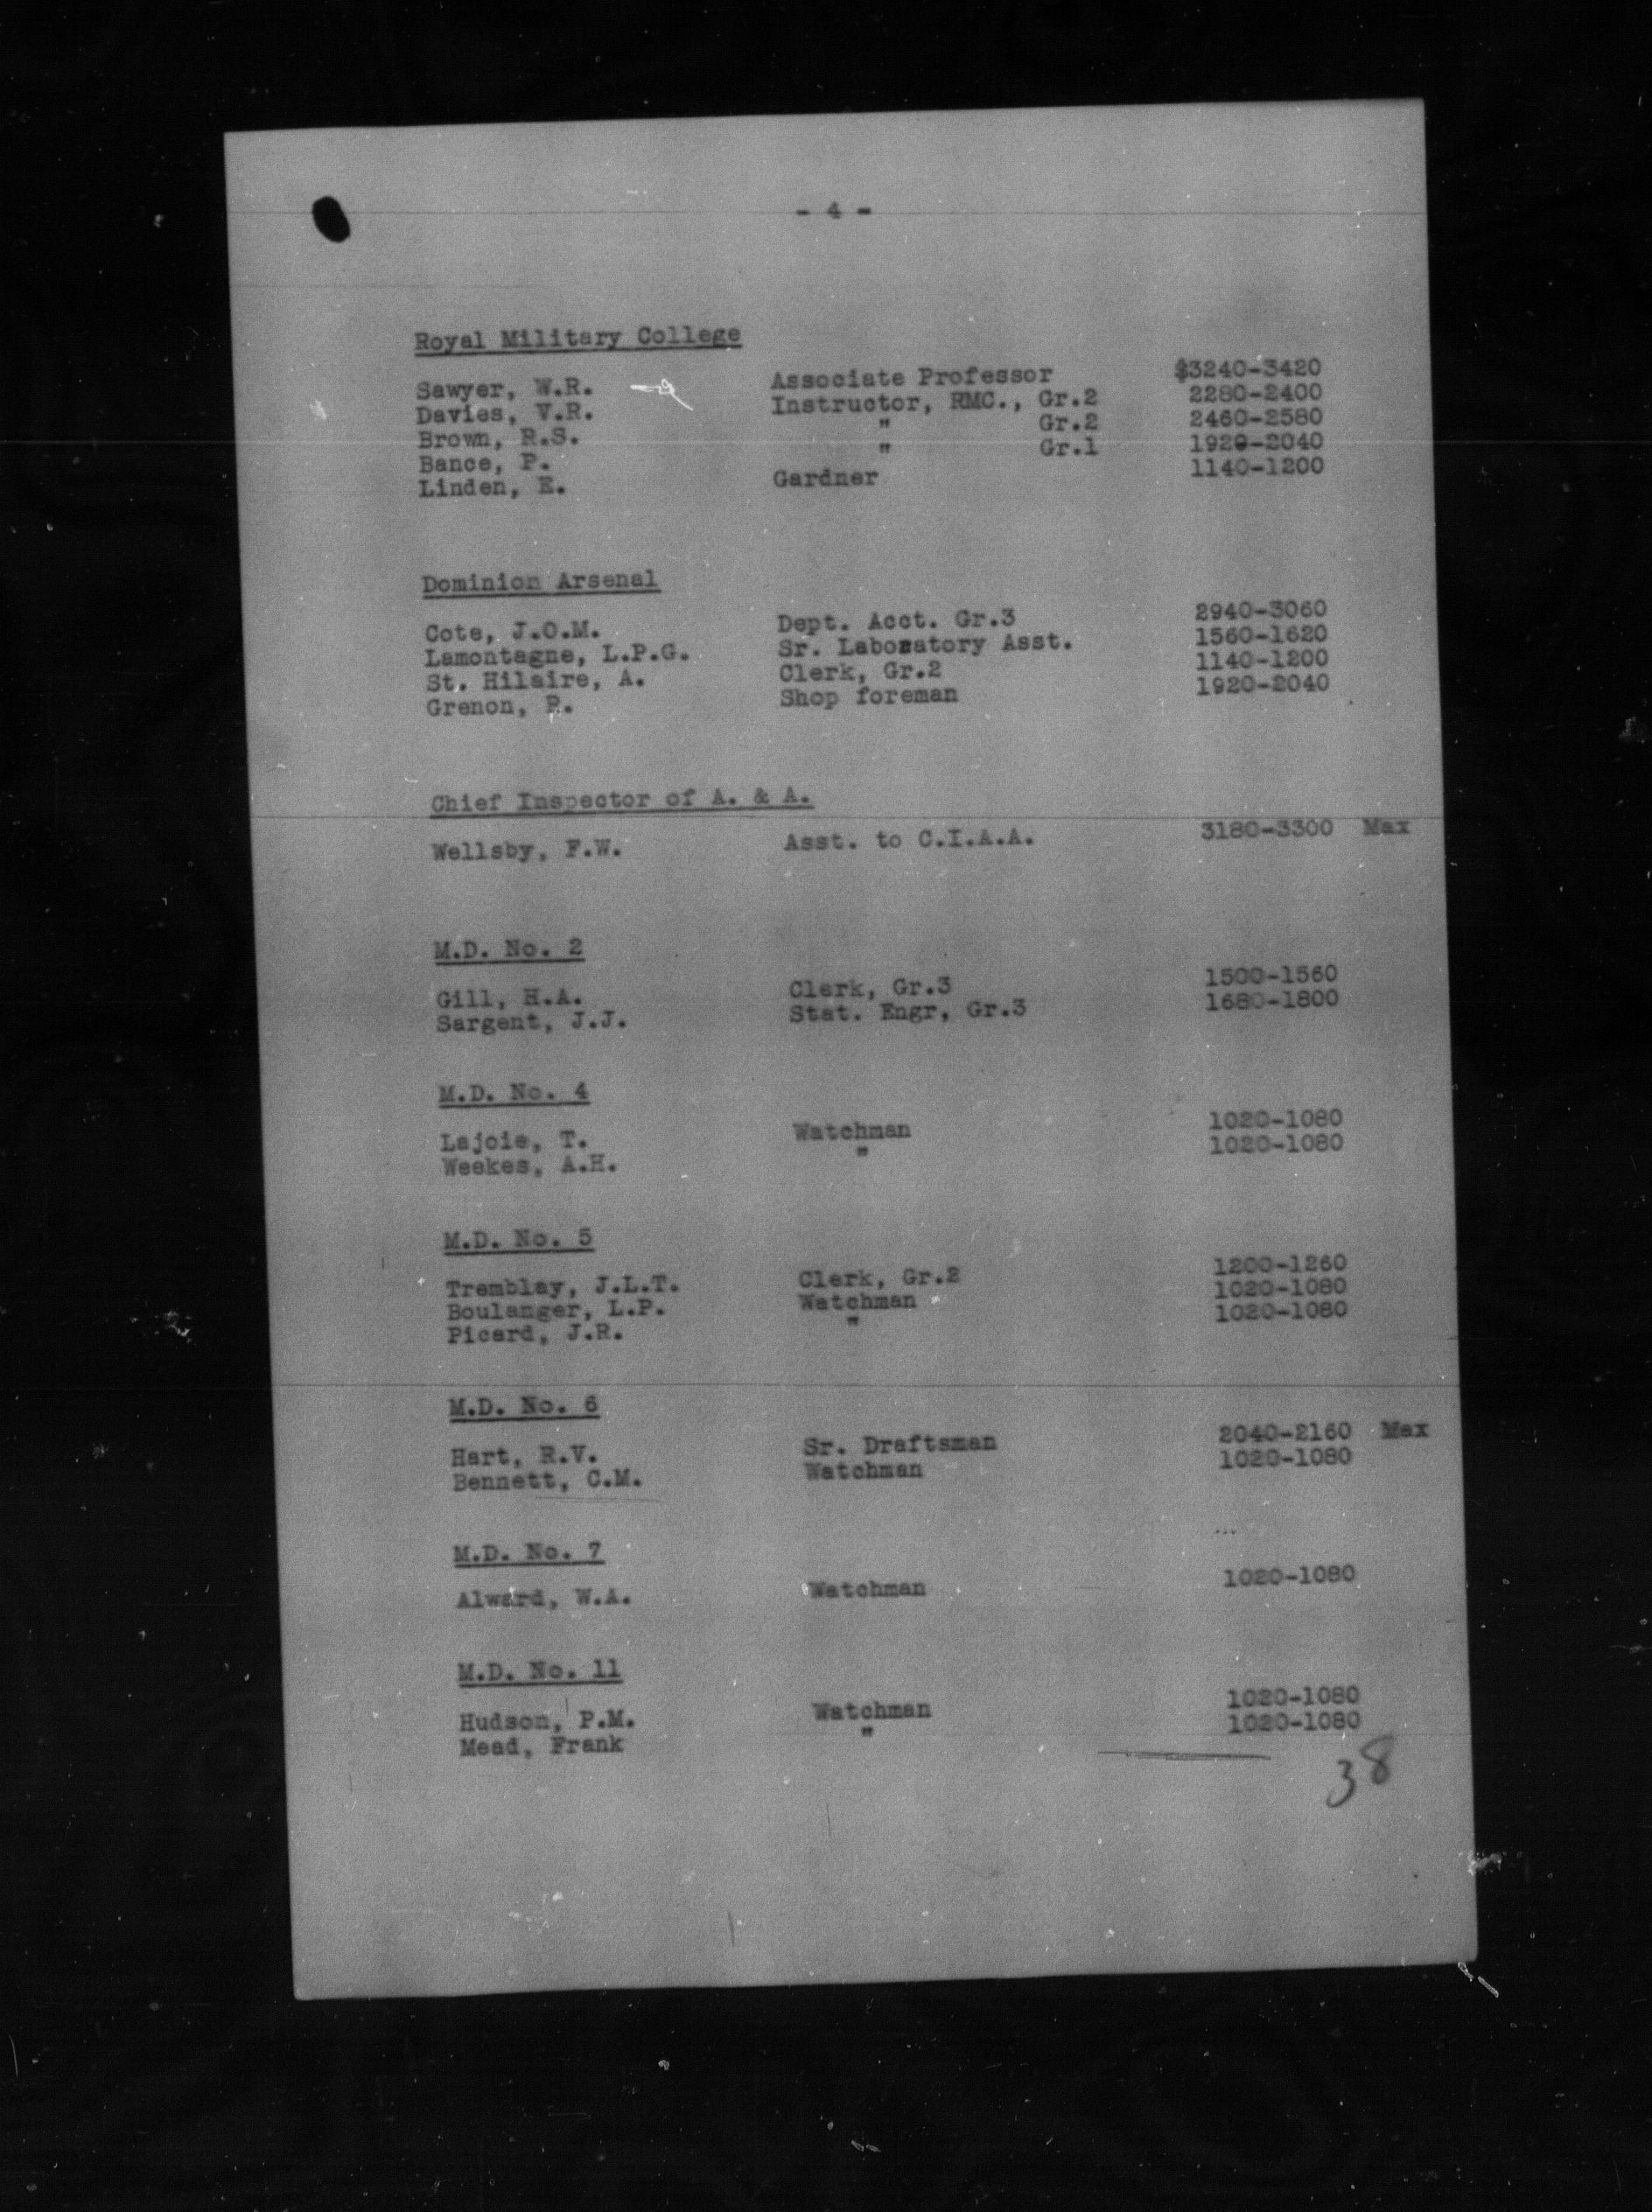 - 4 -
Royal Military College
Sawyer, W.R. Associate Professor $3240-3420
Davies, V.R. Instructor, RMC., Gr.2 2280-2400
Brown, R.S. " Gr.2 2460-2580
Bance, P. " Gr.1 1920-2040
Linden, E. Gardner 1140-1200
Dominion Arsenal
Cote, J.O.M. Dept. Acct. Gr.3 2940-3060
Lamontagne, L.P.G. Sr. Laboratory Asst. 1560-1620
St. Hilaire, A. Clerk, Gr.2 1140-1200
Grenon, R. Shop foreman 1920-2040
Chief Inspector of A. & A.
Wellsby, F.W. Asst. to C.I.A.A. 3180-3300 Max
M.D. No. 2
Gill, H.A. Clerk, Gr.3 1500-1560
Sargent, J.J. Stat. Engr, Gr.3 1680-1800
M.D. No. 4
Lajoie, T. Watchman 1020-1080
Weekes, A.H. " 1020-1080
M.D. No. 5
Tremblay, J.L.T. Clerk, Gr.2 1200-1260
Boulanger, L.P. Watchman 1020-1080
Picard, J.R. " 1020-1080
M.D. No. 6
Hart, R.V. Sr. Draftsman 2040-2160 Max
Bennett, C.M. Watchman 1020-1080
M.D. No. 7
Alward, W.A. Watchman 1020-1080
M.D. No. 11
Hudson, P.M. Watchman 1020-1080
Mead, Frank " 1020-1080
38